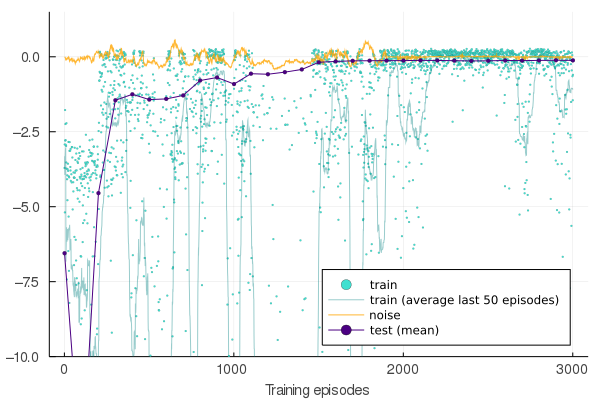 0.0
−2.5
−5.0
−7.5
−10.0
0
1000
2000
3000
Training episodes
train
train (average last 50 episodes)
noise
test (mean)